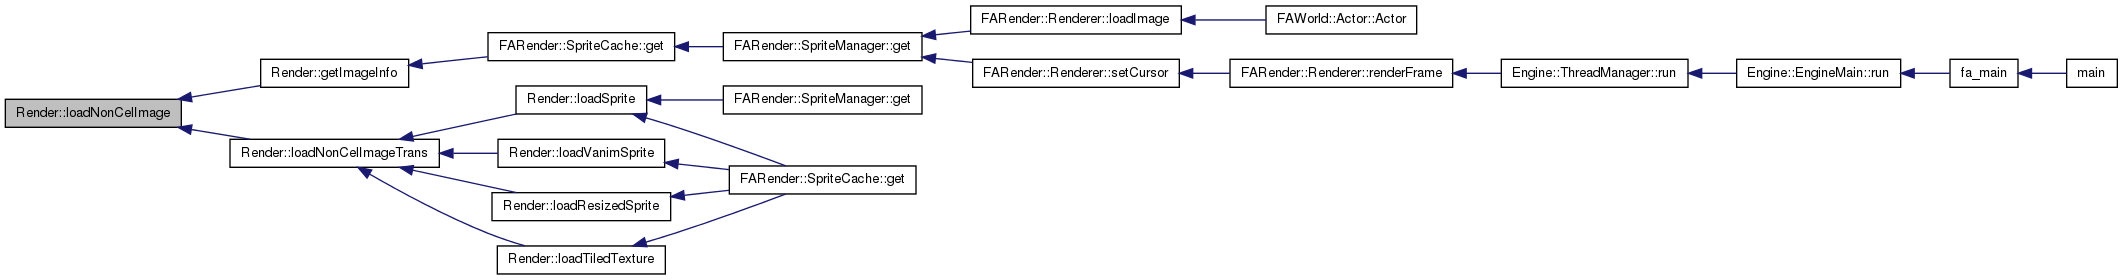 Render::loadNonCelImage
Render::getImageInfo
FARender::SpriteCache::get
FARender::SpriteManager::get
FARender::Renderer::loadImage
FAWorld::Actor::Actor
FARender::Renderer::setCursor
FARender::Renderer::renderFrame
Engine::ThreadManager::run
Engine::EngineMain::run
fa_main
main
Render::loadNonCelImageTrans
Render::loadSprite
FARender::SpriteManager::get
Render::loadVanimSprite
FARender::SpriteCache::get
Render::loadResizedSprite
Render::loadTiledTexture